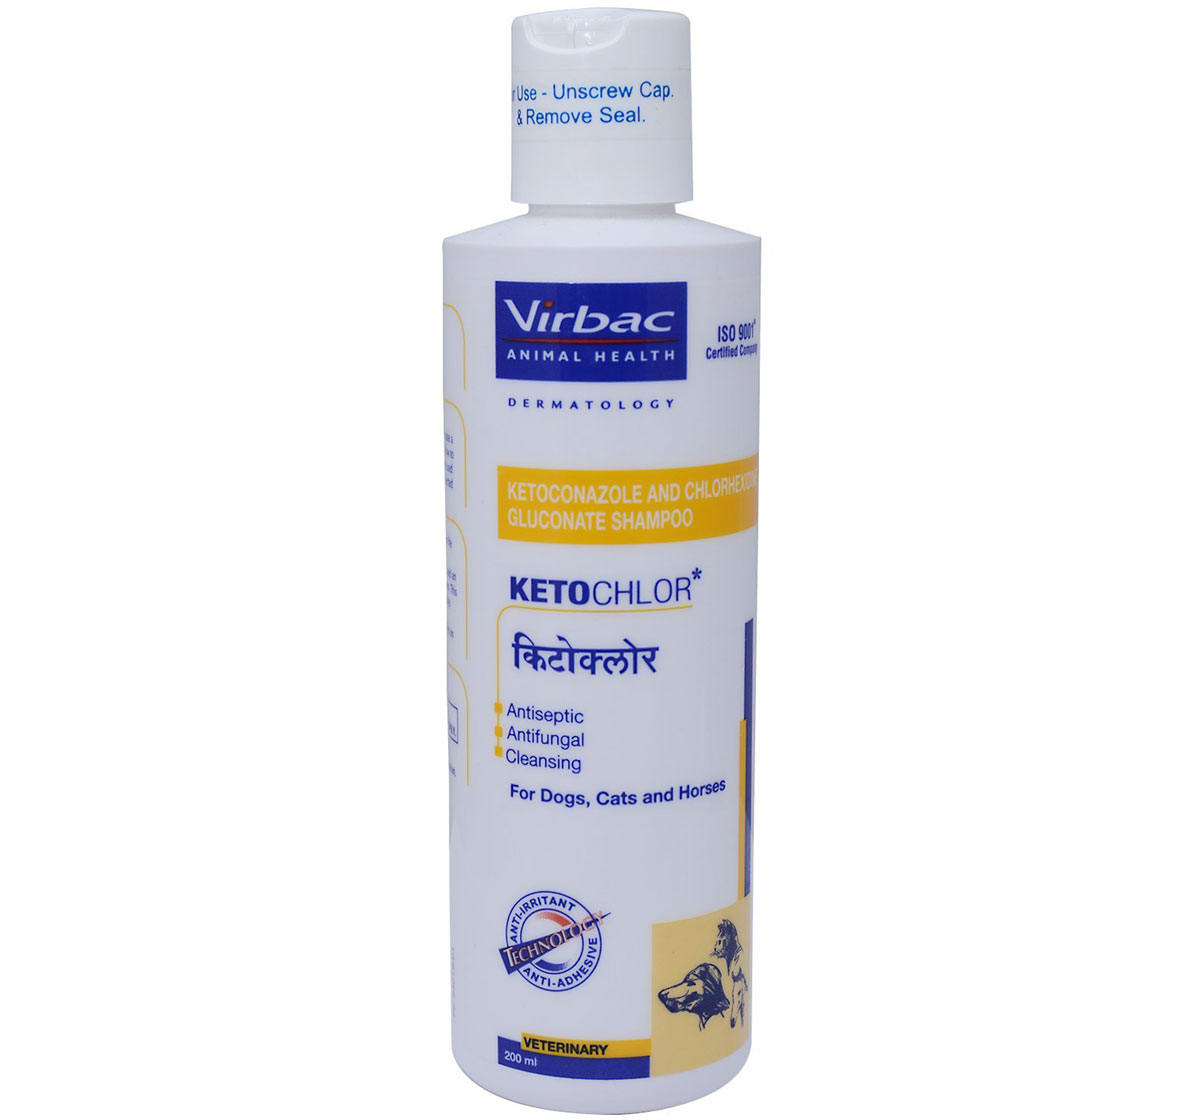 Use - Unscrew Cap.
& Remove Seal.
Virbac
ANIMAL HEALTH
DERMATOLOGY
ISO 9001*
Certified Company
KETOCONAZOLE AND CHLORHEXIDINE
GLUCONATE SHAMPOO
KETOCHLOR*
किटोक्लोर
Antiseptic
Antifungal
Cleansing
For Dogs, Cats and Horses
ANTI-IRRITANT
TECHNOLOGY
ANTI-ADHESIVE
VETERINARY
200 ml